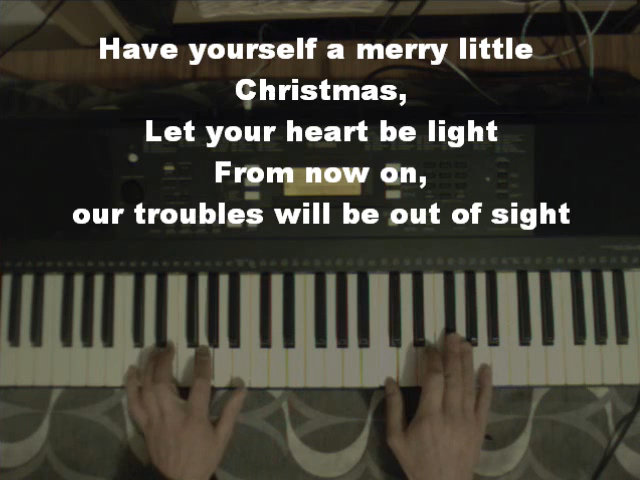 Have yourself a merry little
Christmas,
Let your heart be light
From now on,
our troubles will be out of sight